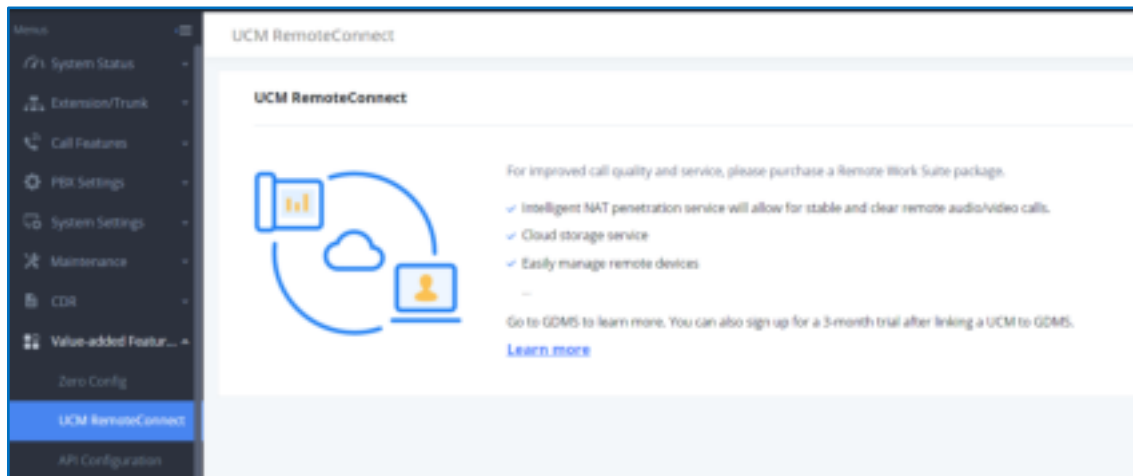 Menus
System Status
Extension/Trunk
Call Features
PBX Settings
System Settings
Maintenance
CDR
Value-added Featur...
Zero Config
UCM RemoteConnect
API Configuration
UCM RemoteConnect
UCM RemoteConnect
For improved call quality and service, please purchase a Remote Work Suite package.
Intelligent NAT penetration service will allow for stable and clear remote audio/video calls.
Cloud storage service
Easily manage remote devices
...
Go to GDMS to learn more. You can also sign up for a 3-month trial after linking a UCM to GDMS.
Learn more